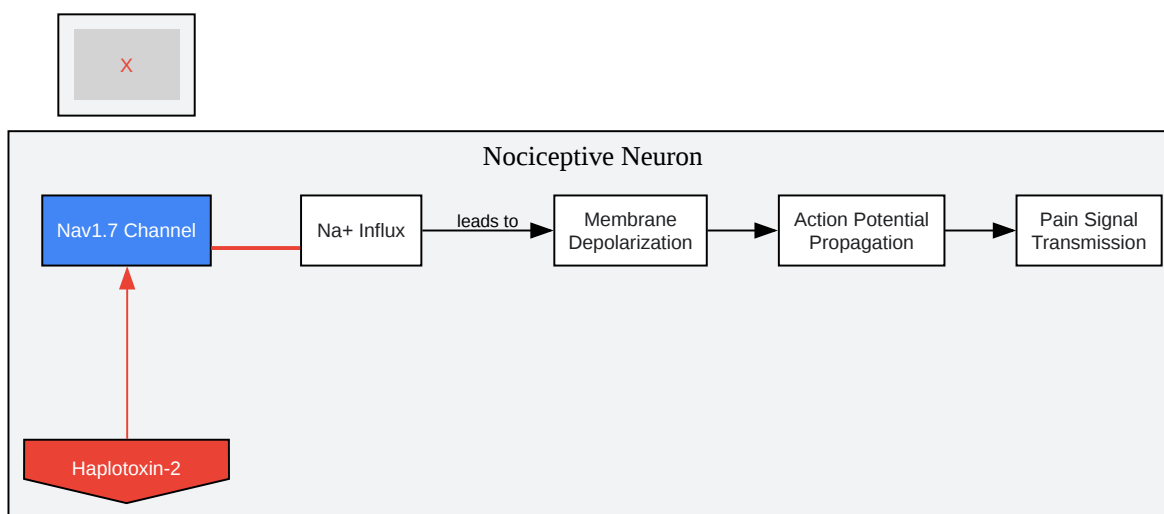 X
Nociceptive Neuron
Nav1.7 Channel
Na+ Influx
leads to
Membrane
Depolarization
Action Potential
Propagation
Pain Signal
Transmission
Haplotoxin-2